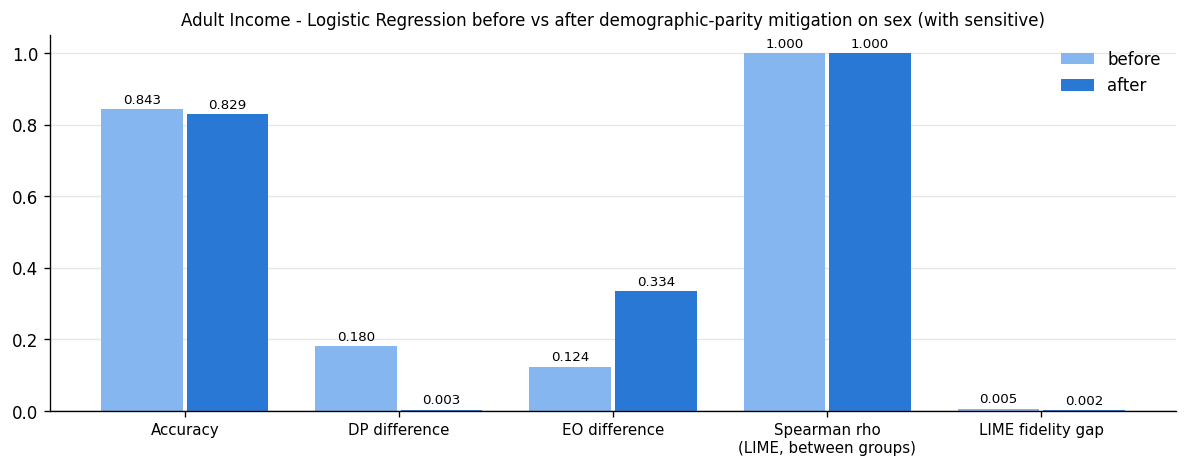 Adult Income - Logistic Regression before vs after demographic-parity mitigation on sex (with sensitive)
1.0
0.8
0.6
0.4
0.2
0.0
0.843
0.829
0.180
0.003
0.124
0.334
1.000
1.000
0.005
0.002
before
after
Accuracy
DP difference
EO difference
Spearman rho
(LIME, between groups)
LIME fidelity gap